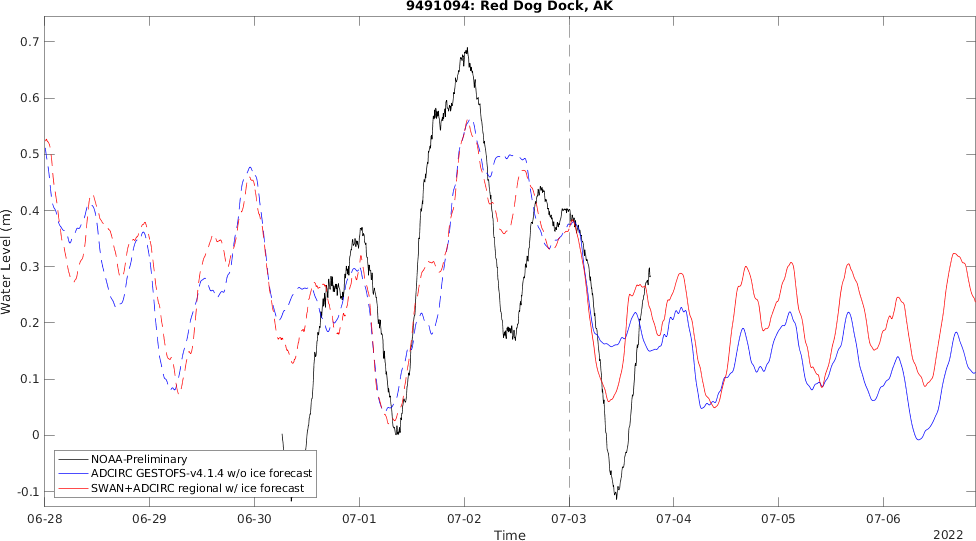 9491094: Red Dog Dock, AK
Water Level (m)
0.7
0.6
0.5
0.4
0.3
0.2
0.1
0
-0.1
NOAA-Preliminary
ADCIRC GESTOFS-v4.1.4 w/o ice forecast
SWAN+ADCIRC regional w/ ice forecast
06-28 06-29 06-30 07-01 07-02 07-03 07-04 07-05 07-06
Time
2022